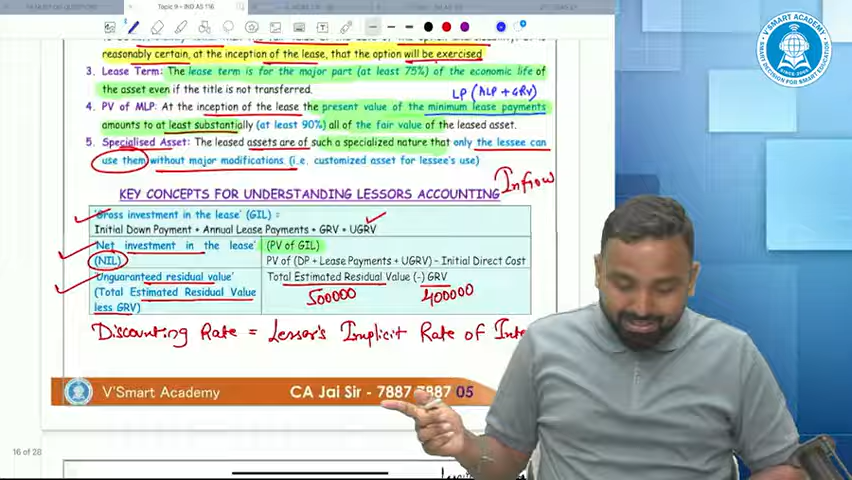 Topic 9 - IND AS 116
reasonably certain, at the inception of the lease, that the option will be exercised
3. Lease Term: The lease term is for the major part (at least 75%) of the economic life of
the asset even if the title is not transferred.
LP (ALP + GRV)
4. PV of MLP: At the inception of the lease the present value of the minimum lease payments
amounts to at least substantially (at least 90%) all of the fair value of the leased asset.
5. Specialised Asset: The leased assets are of such a specialized nature that only the lessee can
use them without major modifications (i.e. customized asset for lessee's use)
KEY CONCEPTS FOR UNDERSTANDING LESSORS ACCOUNTING
Inflow
'Gross investment in the lease' (GIL) =
Initial Down Payment + Annual Lease Payments + GRV + UGRV
'Net investment in the lease' (PV of GIL)
(NIL) PV of (DP + Lease Payments + UGRV) - Initial Direct Cost
'Unguaranteed residual value' Total Estimated Residual Value (-) GRV
(Total Estimated Residual Value 500000 400000
less GRV)
Discounting Rate = Lessor's Implicit Rate of Inte
V'Smart Academy CA Jai Sir - 7887 7887 05
16 of 28
V'SMART ACADEMY
SMART DECISION FOR SMART EDUCATION